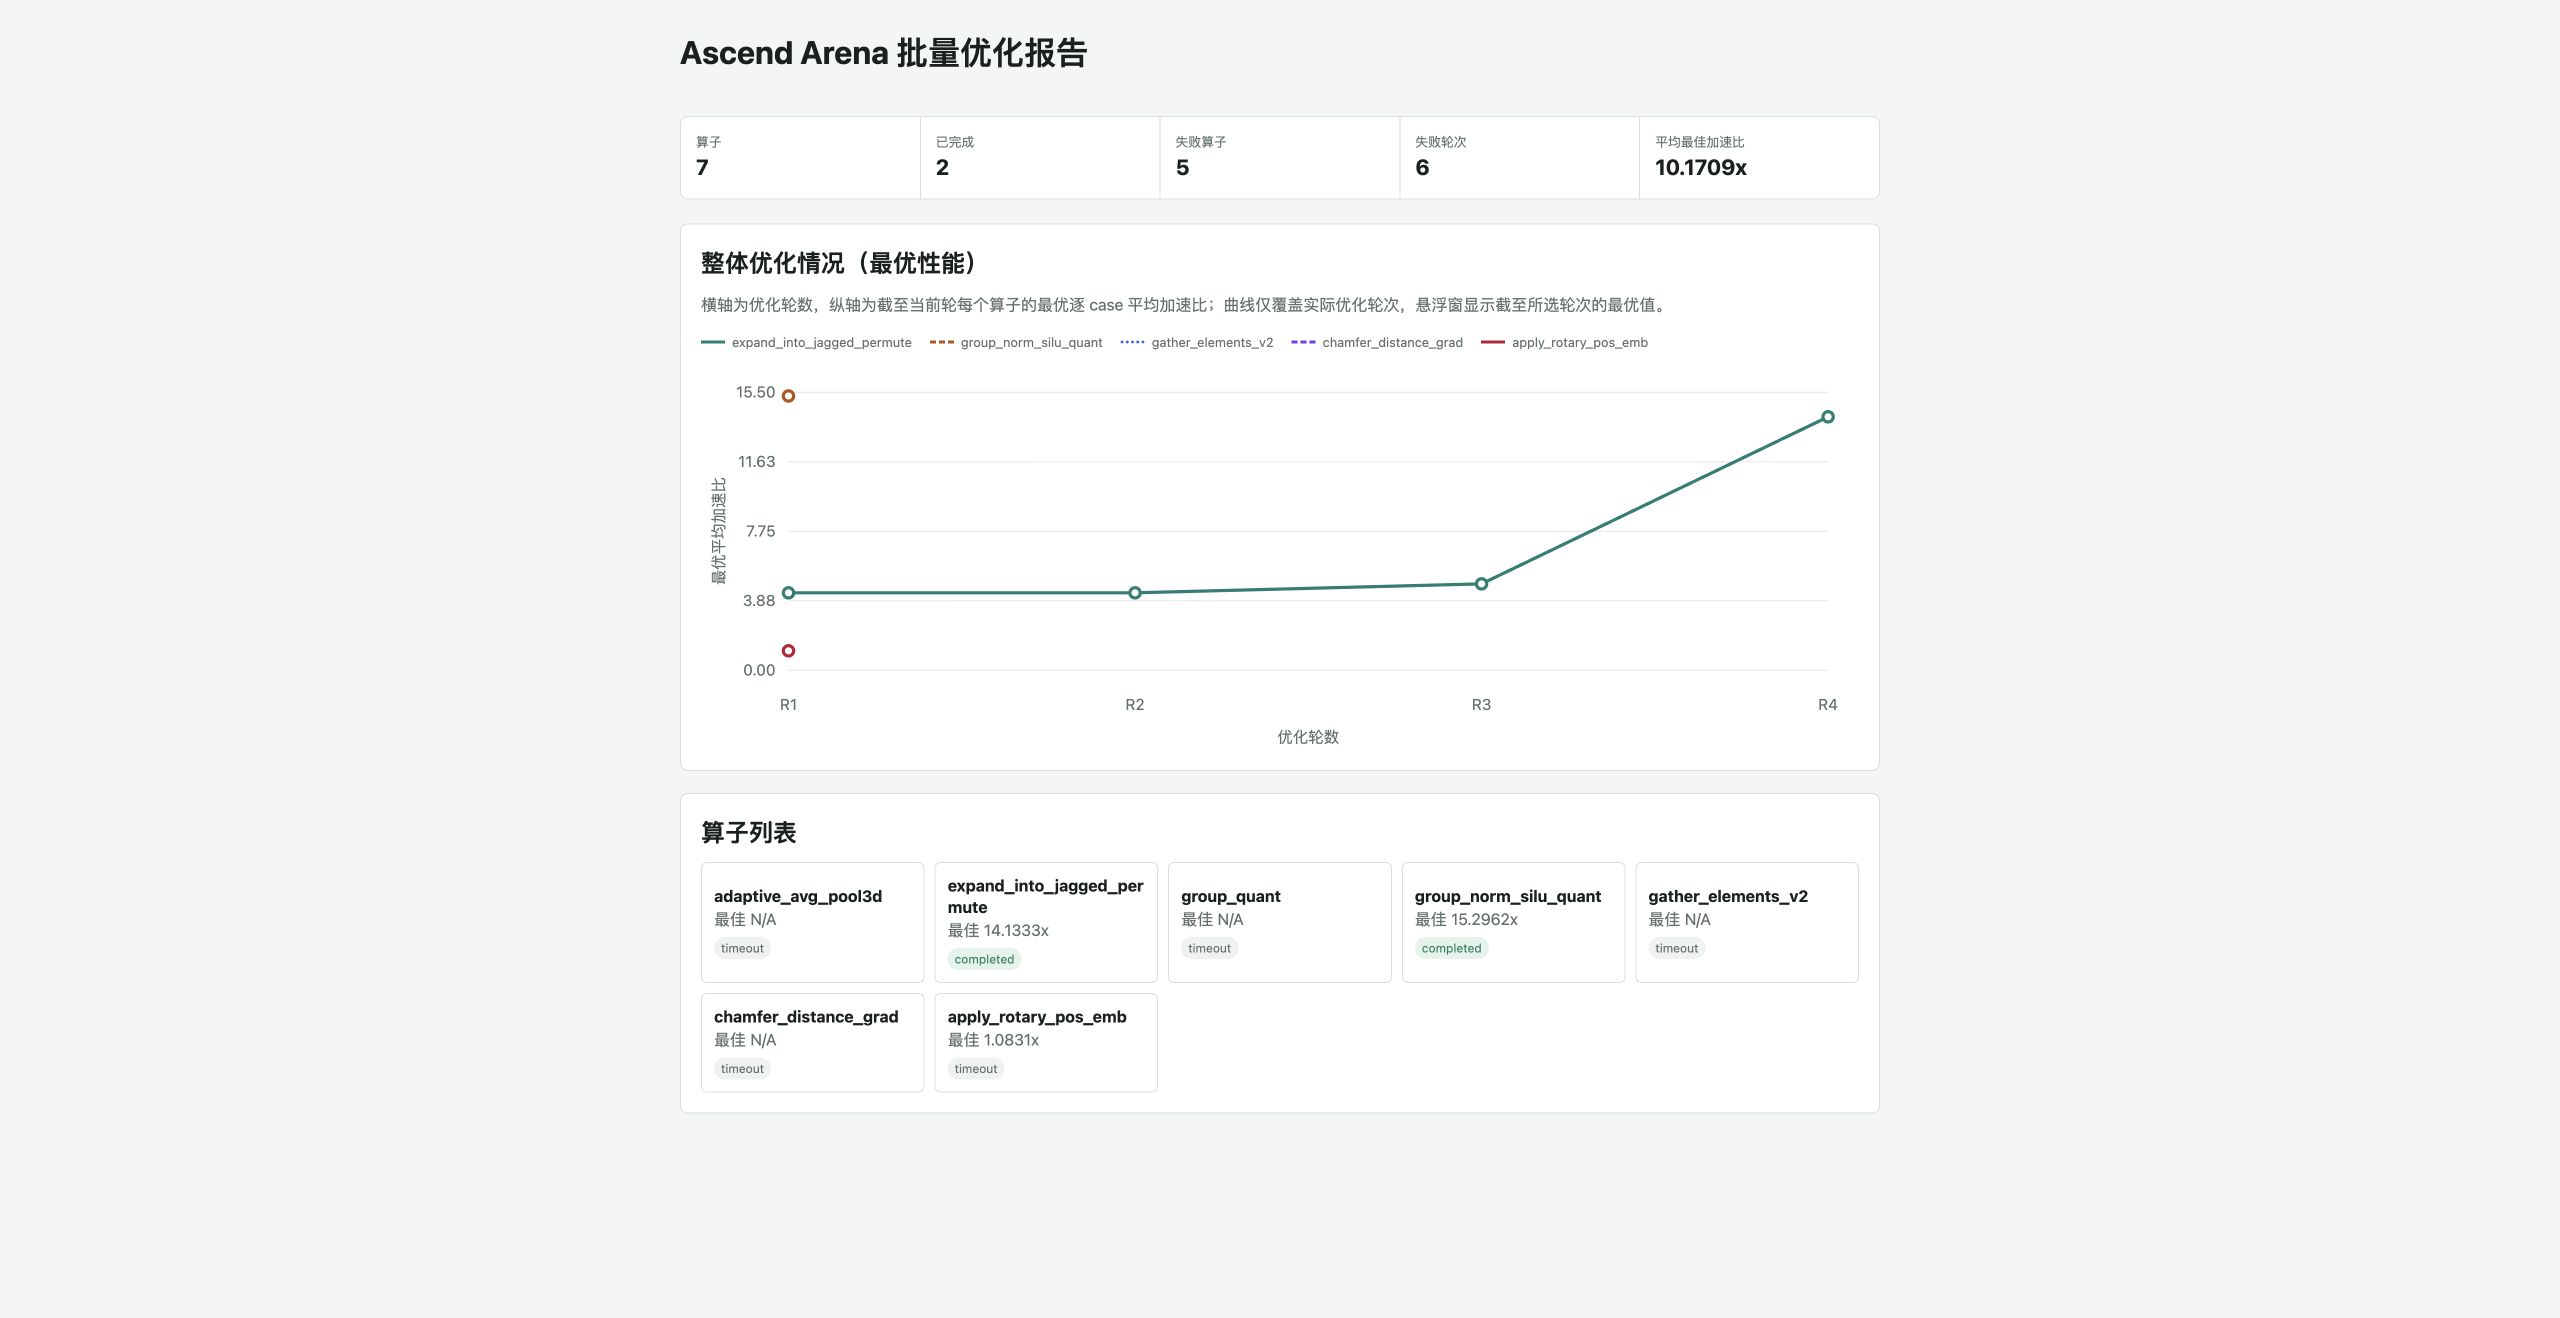 Ascend Arena 批量优化报告
算子
7
已完成
2
失败算子
5
失败轮次
6
平均最佳加速比
10.1709x
整体优化情况（最优性能）
横轴为优化轮数，纵轴为截至当前轮每个算子的最优逐 case 平均加速比；曲线仅覆盖实际优化轮次，悬浮窗显示截至所选轮次的最优值。
expand_into_jagged_permute
group_norm_silu_quant
gather_elements_v2
chamfer_distance_grad
apply_rotary_pos_emb
最优平均加速比
15.50
11.63
7.75
3.88
0.00
R1
R2
R3
R4
优化轮数
算子列表
adaptive_avg_pool3d
最佳 N/A
timeout
expand_into_jagged_per
mute
最佳 14.1333x
completed
group_quant
最佳 N/A
timeout
group_norm_silu_quant
最佳 15.2962x
completed
gather_elements_v2
最佳 N/A
timeout
chamfer_distance_grad
最佳 N/A
timeout
apply_rotary_pos_emb
最佳 1.0831x
timeout